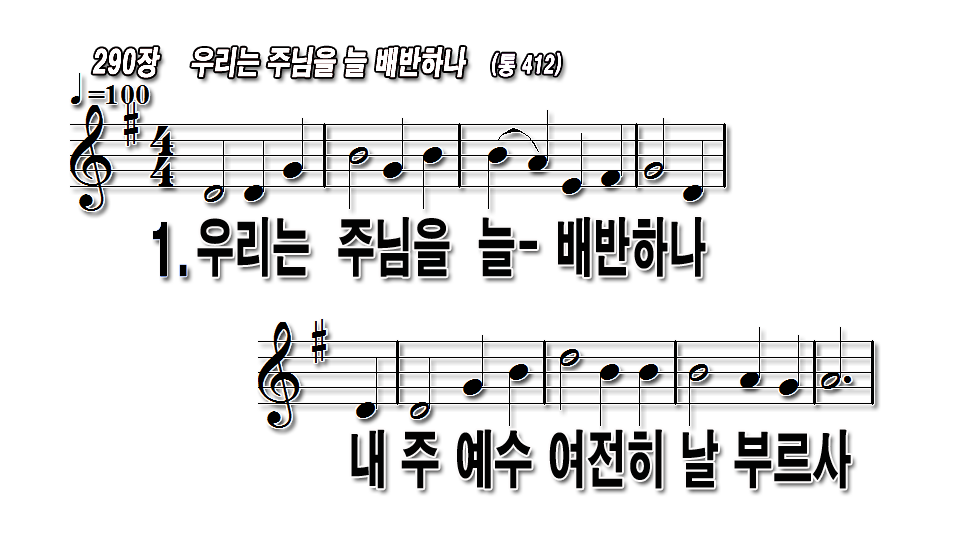 290장 우리는 주님을 늘 배반하나 (통 412)
♩=100
4
4
1. 우리는 주님을 늘- 배반하나
내 주 예수 여전히 날 부르사